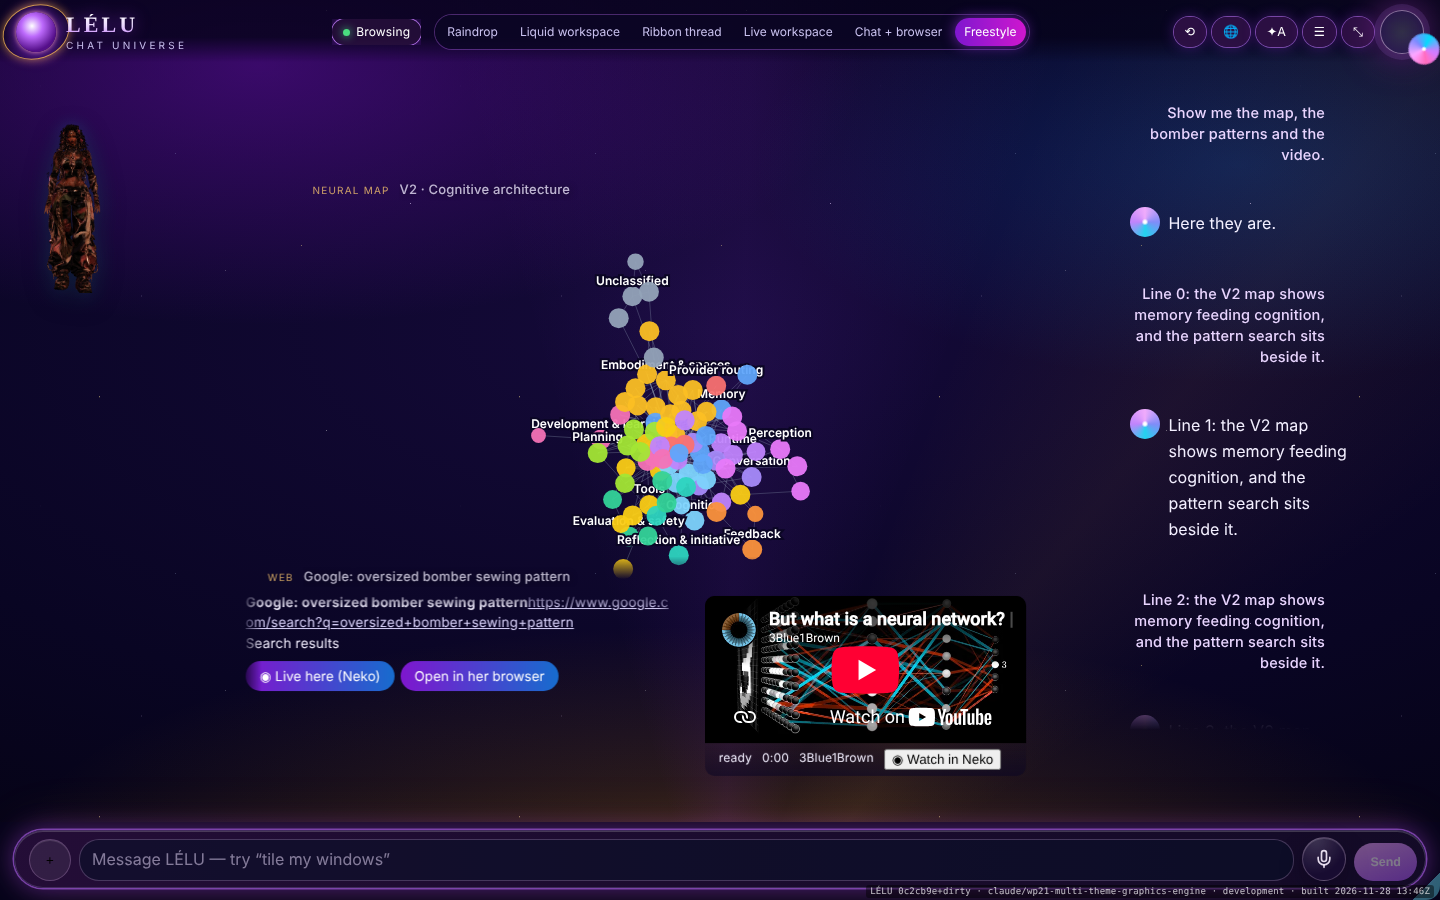 LÉLU
CHAT UNIVERSE
Browsing
Raindrop
Liquid workspace
Ribbon thread
Live workspace
Chat + browser
Freestyle
✦A
Show me the map, the
bomber patterns and the
video.
NEURAL MAP V2 · Cognitive architecture
Here they are.
Unclassified
Line 0: the V2 map shows
memory feeding cognition,
and the pattern search sits
beside it.
Provider routing
Memory
Development &
Planning
Perception
Tools
Evaluation & safety
Feedback
Reflection & initiative
Line 1: the V2 map
shows memory feeding
cognition, and the
pattern search sits
beside it.
WEB Google: oversized bomber sewing pattern
Google: oversized bomber sewing patternhttps://www.google.c
om/search?q=oversized+bomber+sewing+pattern
Search results
◉ Live here (Neko)
Open in her browser
But what is a neural network? |
3Blue1Brown
3
Watch on YouTube
ready 0:00 3Blue1Brown ◉ Watch in Neko
Line 2: the V2 map shows
memory feeding cognition,
and the pattern search sits
beside it.
+
Message LÉLU — try “tile my windows”
Send
LÉLU 0c2cb9e+dirty · claude/wp21-multi-theme-graphics-engine · development · built 2026-11-28 13:46Z